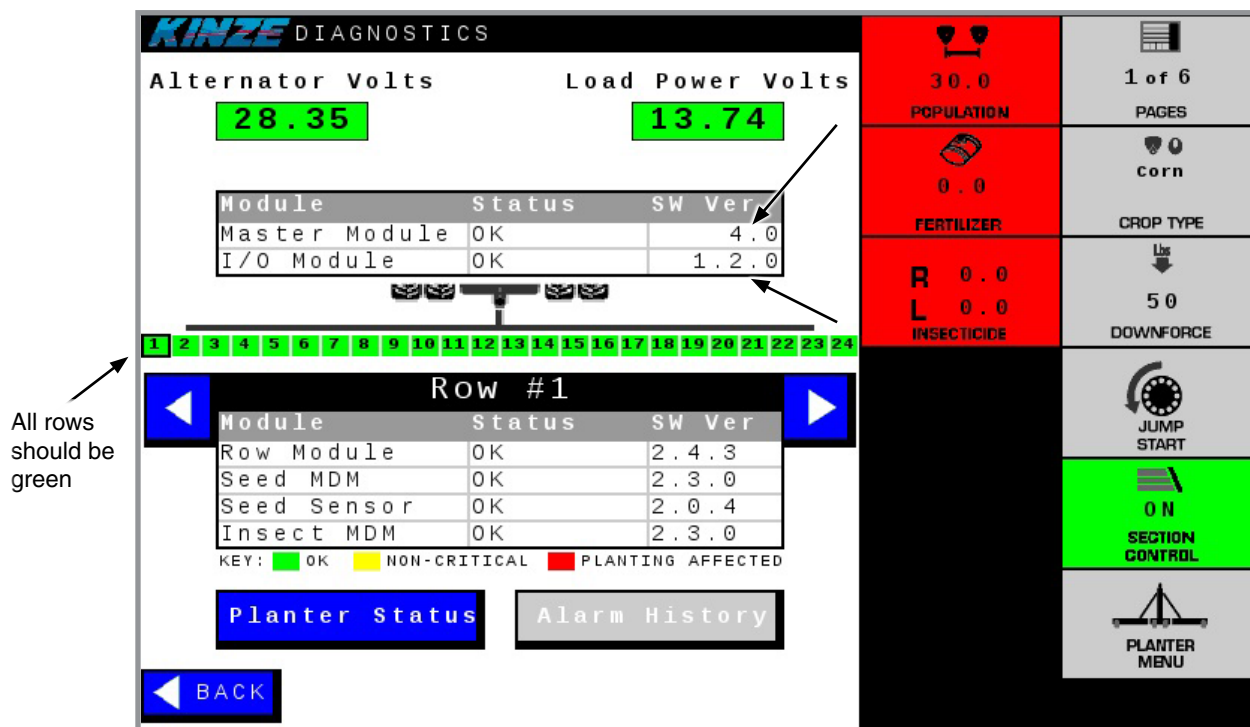 KINZE DIAGNOSTICS
Alternator Volts Load Power Volts
28.35 13.74
Module Status SW Ver
Master Module OK 4.0
I/O Module OK 1.2.0
1 2 3 4 5 6 7 8 9 10 11 12 13 14 15 16 17 18 19 20 21 22 23 24
All rows
should be
green
Row #1
Module Status SW Ver
Row Module OK 2.4.3
Seed MDM OK 2.3.0
Seed Sensor OK 2.0.4
Insect MDM OK 2.3.0
KEY: OK NON-CRITICAL PLANTING AFFECTED
Planter Status Alarm History
BACK
30.0
POPULATION
0.0
FERTILIZER
R 0.0
L 0.0
INSECTICIDE
1 of 6
PAGES
Corn
CROP TYPE
Lbs
50
DOWNFORCE
JUMP
START
ON
SECTION
CONTROL
PLANTER
MENU